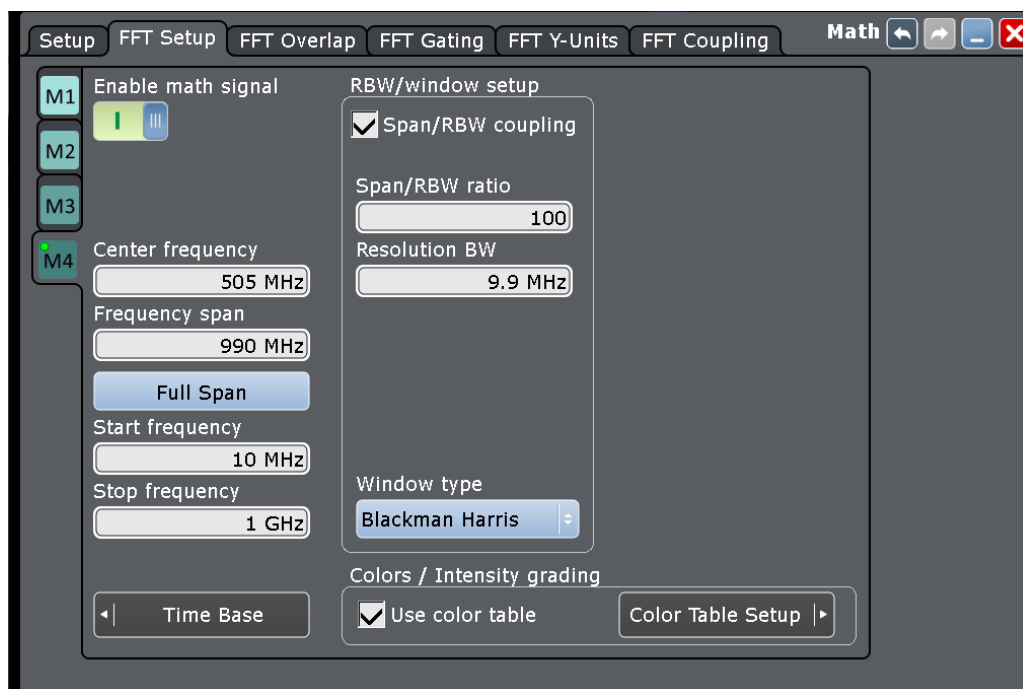 Setup FFT Setup FFT Overlap FFT Gating FFT Y-Units FFT Coupling Math
M1
M2
M3
M4
Enable math signal
Center frequency
505 MHz
Frequency span
990 MHz
Full Span
Start frequency
10 MHz
Stop frequency
1 GHz
Time Base
RBW/window setup
Span/RBW coupling
Span/RBW ratio
100
Resolution BW
9.9 MHz
Window type
Blackman Harris
Colors / Intensity grading
Use color table
Color Table Setup